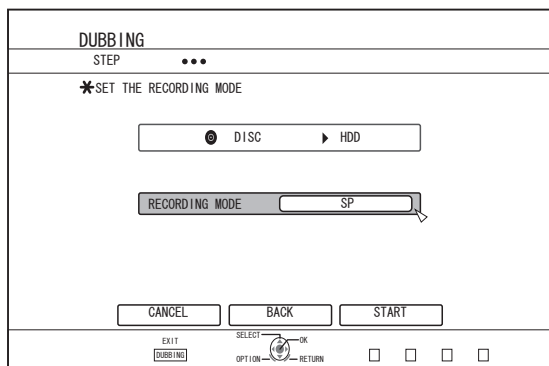 DUBBING
STEP
✱SET THE RECORDING MODE
DISC HDD
RECORDING MODE SP
CANCEL BACK START
EXIT
DUBBING
SELECT OK
OPTION RETURN